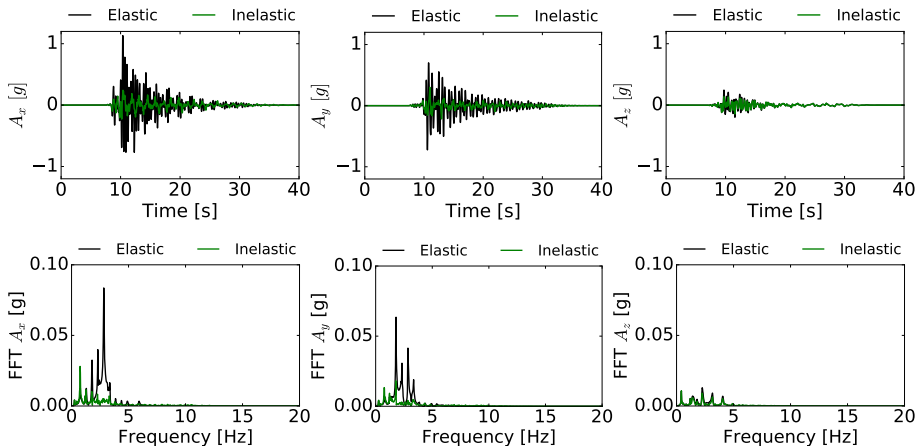 Elastic Inelastic
Elastic Inelastic
Elastic Inelastic
A_x [g]
1
0
−1
0 10 20 30 40
Time [s]
A_y [g]
1
0
−1
0 10 20 30 40
Time [s]
A_z [g]
1
0
−1
0 10 20 30 40
Time [s]
Elastic Inelastic
Elastic Inelastic
Elastic Inelastic
FFT A_x [g]
0.10
0.05
0.00
0 5 10 15 20
Frequency [Hz]
FFT A_y [g]
0.10
0.05
0.00
0 5 10 15 20
Frequency [Hz]
FFT A_z [g]
0.10
0.05
0.00
0 5 10 15 20
Frequency [Hz]